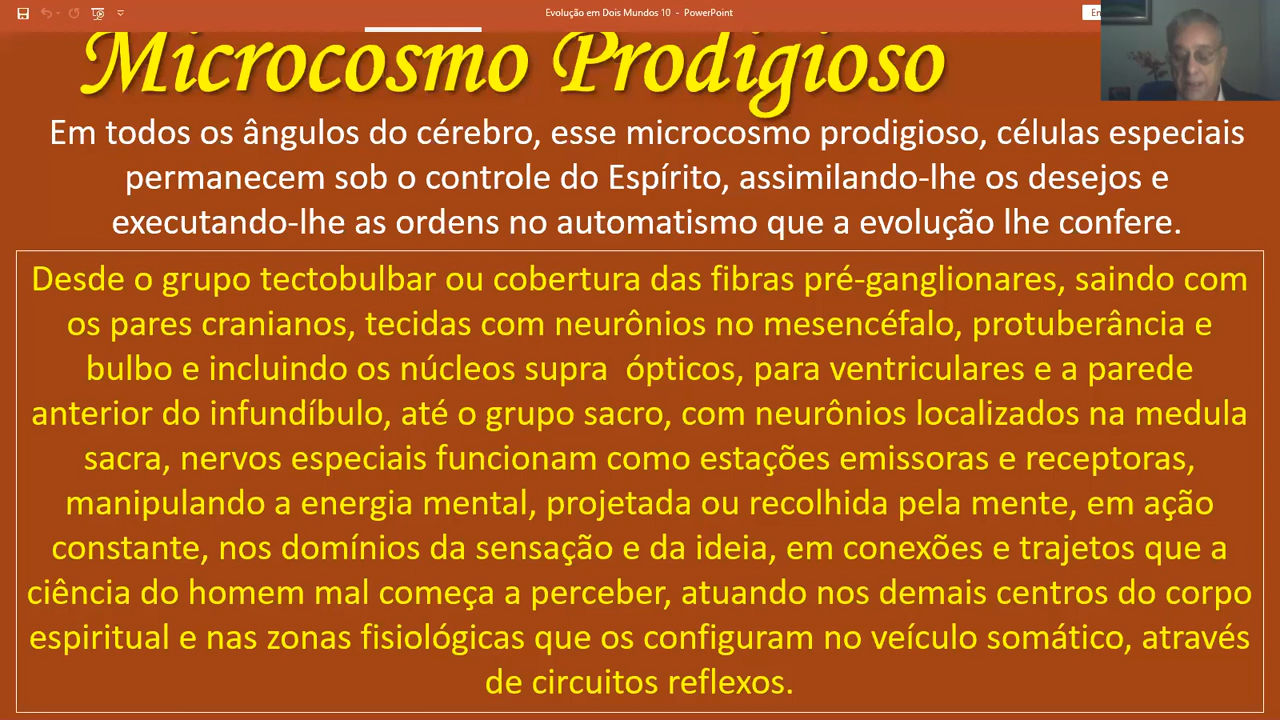 Evolução em Dois Mundos 10 - PowerPoint
En
Microcosmo Prodigioso
Em todos os ângulos do cérebro, esse microcosmo prodigioso, células especiais
permanecem sob o controle do Espírito, assimilando-lhe os desejos e
executando-lhe as ordens no automatismo que a evolução lhe confere.
Desde o grupo tectobulbar ou cobertura das fibras pré-ganglionares, saindo com
os pares cranianos, tecidas com neurônios no mesencéfalo, protuberância e
bulbo e incluindo os núcleos supra  ópticos, para ventriculares e a parede
anterior do infundíbulo, até o grupo sacro, com neurônios localizados na medula
sacra, nervos especiais funcionam como estações emissoras e receptoras,
manipulando a energia mental, projetada ou recolhida pela mente, em ação
constante, nos domínios da sensação e da ideia, em conexões e trajetos que a
ciência do homem mal começa a perceber, atuando nos demais centros do corpo
espiritual e nas zonas fisiológicas que os configuram no veículo somático, através
de circuitos reflexos.